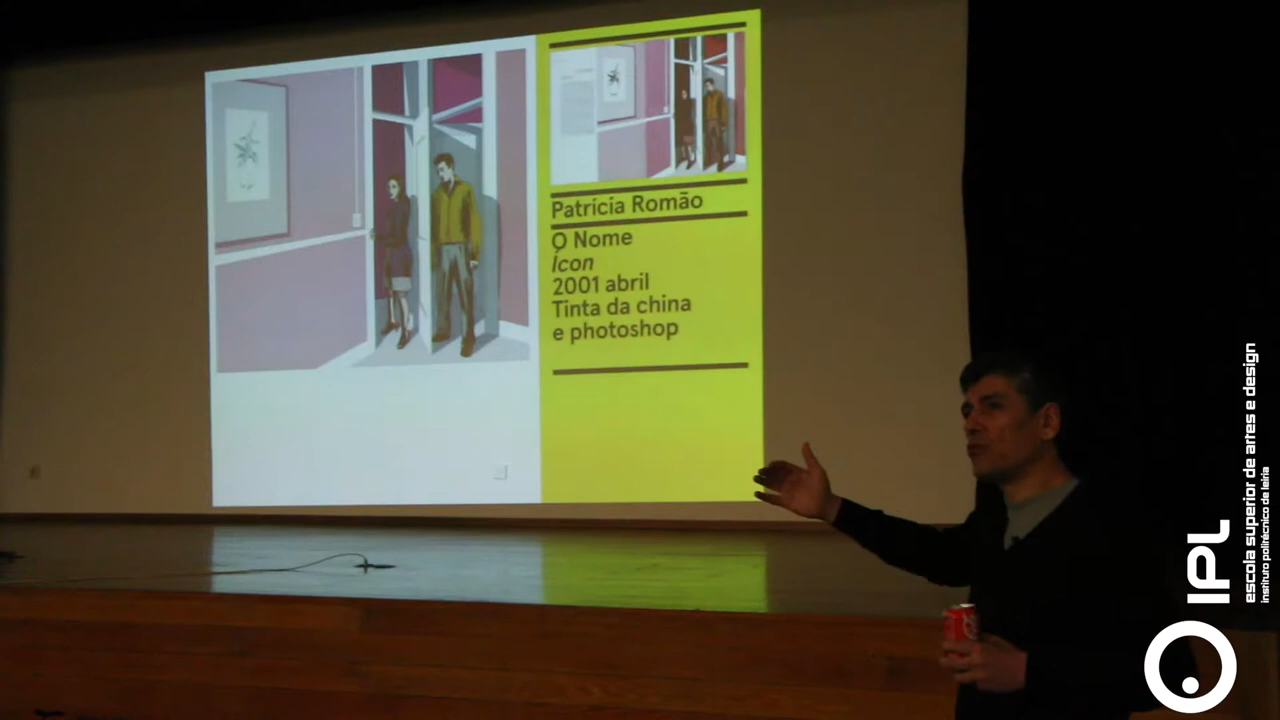 Patrícia Romão
O Nome
Icon
2001 abril
Tinta da china
e photoshop
IPL
escola superior de artes e design
instituto politécnico de leiria